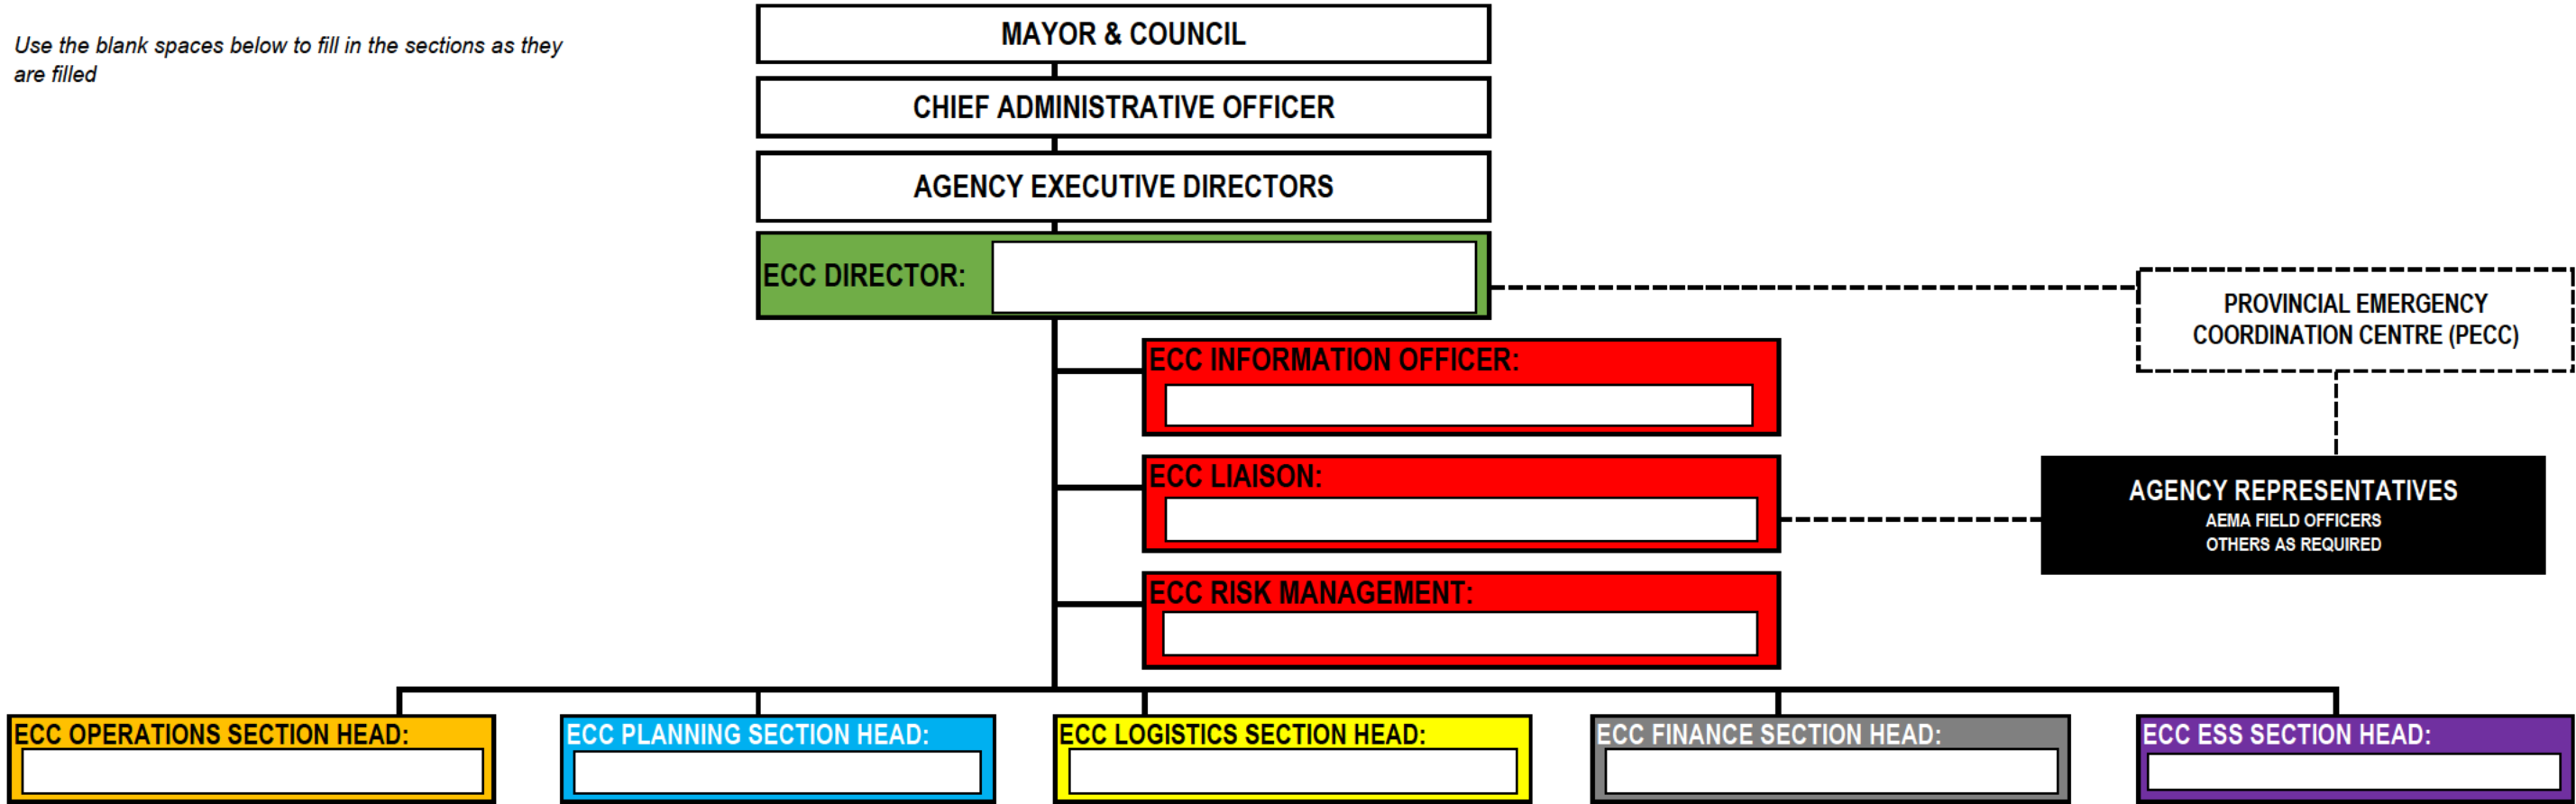 Use the blank spaces below to fill in the sections as they
are filled
MAYOR & COUNCIL
CHIEF ADMINISTRATIVE OFFICER
AGENCY EXECUTIVE DIRECTORS
ECC DIRECTOR:
PROVINCIAL EMERGENCY
COORDINATION CENTRE (PECC)
ECC INFORMATION OFFICER:
ECC LIAISON:
AGENCY REPRESENTATIVES
AEMA FIELD OFFICERS
OTHERS AS REQUIRED
ECC RISK MANAGEMENT:
ECC OPERATIONS SECTION HEAD:
ECC PLANNING SECTION HEAD:
ECC LOGISTICS SECTION HEAD:
ECC FINANCE SECTION HEAD:
ECC ESS SECTION HEAD: